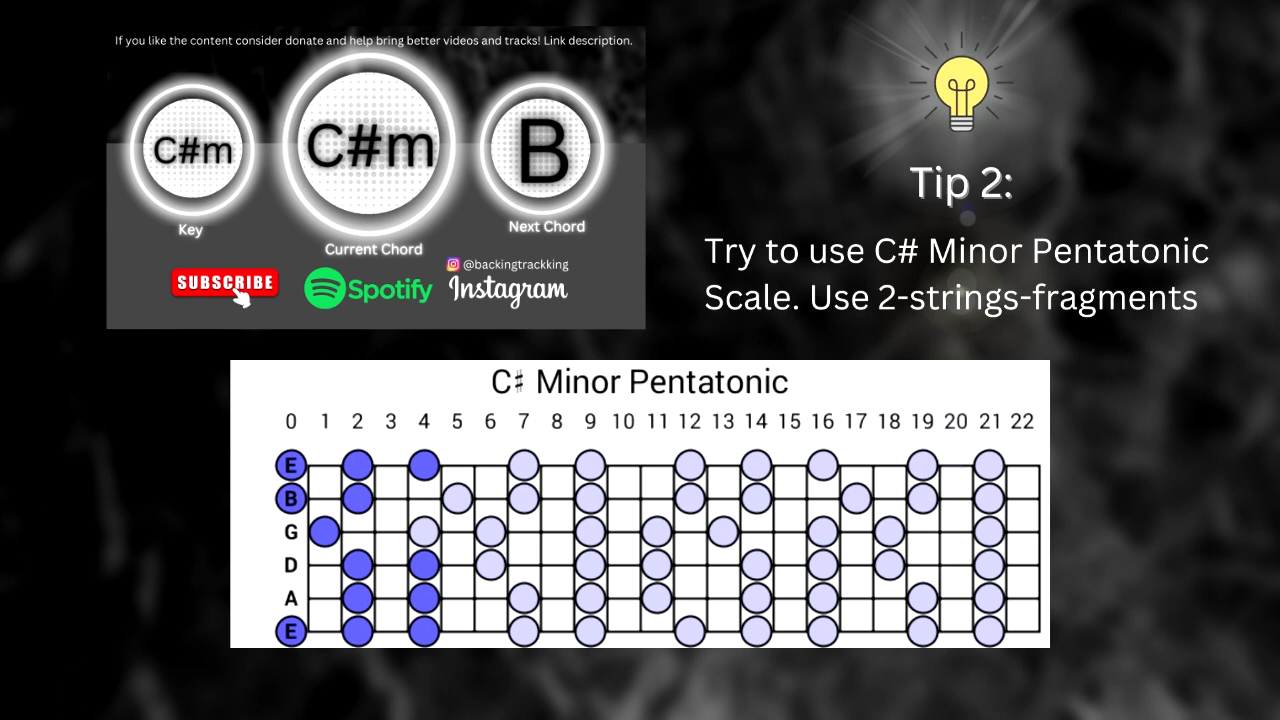 If you like the content consider donate and help bring better videos and tracks! Link description.
C#m
C#m
B
Key
Current Chord
Next Chord
SUBSCRIBE
Spotify
@backingtrackking
Instagram
Tip 2:
Try to use C# Minor Pentatonic
Scale. Use 2-strings-fragments
C♯ Minor Pentatonic
0 1 2 3 4 5 6 7 8 9 10 11 12 13 14 15 16 17 18 19 20 21 22
E
B
G
D
A
E